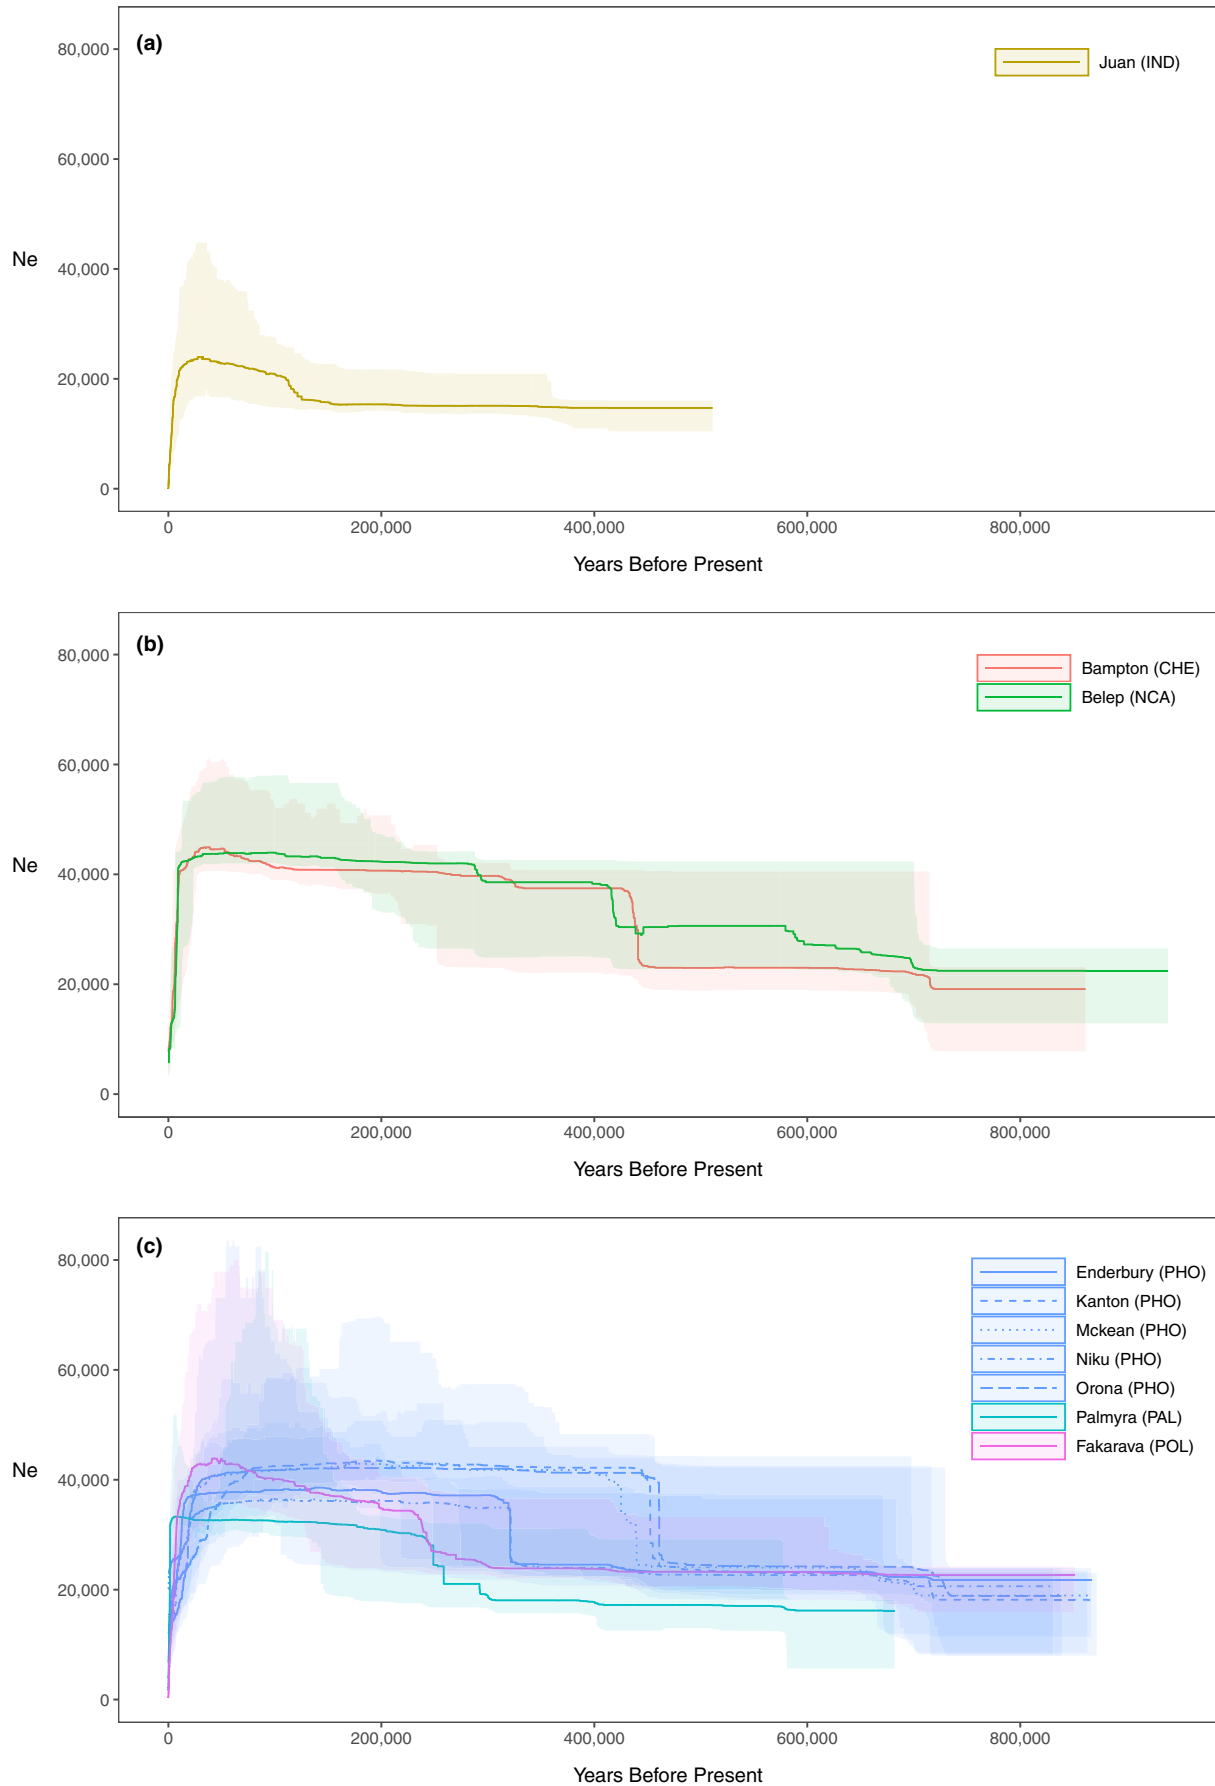 (a)
Juan (IND)
80,000
60,000
Ne
40,000
20,000
0
0 200,000 400,000 600,000 800,000
Years Before Present
(b)
Bampton (CHE)
Belep (NCA)
80,000
60,000
Ne
40,000
20,000
0
0 200,000 400,000 600,000 800,000
Years Before Present
(c)
Enderbury (PHO)
Kanton (PHO)
Mckean (PHO)
Niku (PHO)
Orona (PHO)
Palmyra (PAL)
Fakarava (POL)
80,000
60,000
Ne
40,000
20,000
0
0 200,000 400,000 600,000 800,000
Years Before Present